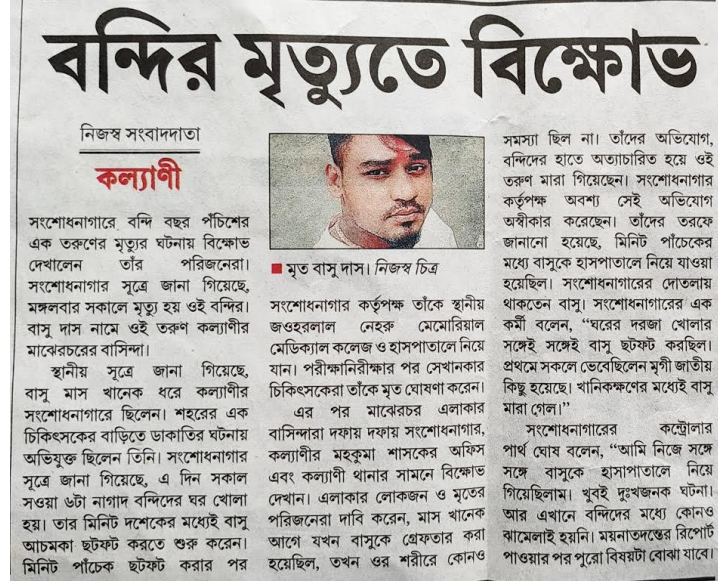 বন্দির মৃত্যুতে বিক্ষোভ
নিজস্ব সংবাদদাতা
কল্যাণী
সংশোধনাগারে বন্দি বছর পঁচিশের
এক তরুণের মৃত্যুর ঘটনায় বিক্ষোভ
দেখালেন তাঁর পরিজনেরা।
সংশোধনাগার সূত্রে জানা গিয়েছে,
মঙ্গলবার সকালে মৃত্যু হয় ওই বন্দির।
বাসু দাস নামে ওই তরুণ কল্যাণীর
মাঝেরচরের বাসিন্দা।
স্থানীয় সূত্রে জানা গিয়েছে,
বাসু মাস খানেক ধরে কল্যাণীর
সংশোধনাগারে ছিলেন। শহরের এক
চিকিৎসকের বাড়িতে ডাকাতির ঘটনায়
অভিযুক্ত ছিলেন তিনি। সংশোধনাগার
সূত্রে জানা গিয়েছে, এ দিন সকাল
সওয়া ৬টা নাগাদ বন্দিদের ঘর খোলা
হয়। তার মিনিট দশেকের মধ্যেই বাসু
আচমকা ছটফট করতে শুরু করেন।
মিনিট পাঁচেক ছটফট করার পর
মৃত বাসু দাস। নিজস্ব চিত্র
সংশোধনাগার কর্তৃপক্ষ তাঁকে স্থানীয়
জওহরলাল নেহরু মেমোরিয়াল
মেডিক্যাল কলেজ ও হাসপাতালে নিয়ে
যান। পরীক্ষানিরীক্ষার পর সেখানকার
চিকিৎসকেরা তাঁকে মৃত ঘোষণা করেন।
এর পর মাঝেরচর এলাকার
বাসিন্দারা দফায় দফায় সংশোধনাগার,
কল্যাণীর মহকুমা শাসকের অফিস
এবং কল্যাণী থানার সামনে বিক্ষোভ
দেখান। এলাকার লোকজন ও মৃতের
পরিজনেরা দাবি করেন, মাস খানেক
আগে যখন বাসুকে গ্রেফতার করা
হয়েছিল, তখন ওর শরীরে কোনও
সমস্যা ছিল না। তাঁদের অভিযোগ,
বন্দিদের হাতে অত্যাচারিত হয়ে ওই
তরুণ মারা গিয়েছেন। সংশোধনাগার
কর্তৃপক্ষ অবশ্য সেই অভিযোগ
অস্বীকার করেছেন। তাঁদের তরফে
জানানো হয়েছে, মিনিট পাঁচেকের
মধ্যে বাসুকে হাসপাতালে নিয়ে যাওয়া
হয়েছিল। সংশোধনাগারের দোতলায়
থাকতেন বাসু। সংশোধনাগারের এক
কর্মী বলেন, “ঘরের দরজা খোলার
সঙ্গেই সঙ্গেই বাসু ছটফট করছিল।
প্রথমে সকলে ভেবেছিলেন মৃগী জাতীয়
কিছু হয়েছে। খানিকক্ষণের মধ্যেই বাসু
মারা গেল।”
সংশোধনাগারের কন্ট্রোলার
পার্থ ঘোষ বলেন, “আমি নিজে সঙ্গে
সঙ্গে বাসুকে হাসাপাতালে নিয়ে
গিয়েছিলাম। খুবই দুঃখজনক ঘটনা।
আর এখানে বন্দিদের মধ্যে কোনও
ঝামেলাই হয়নি। ময়নাতদন্তের রিপোর্ট
পাওয়ার পর পুরো বিষয়টা বোঝা যাবে।